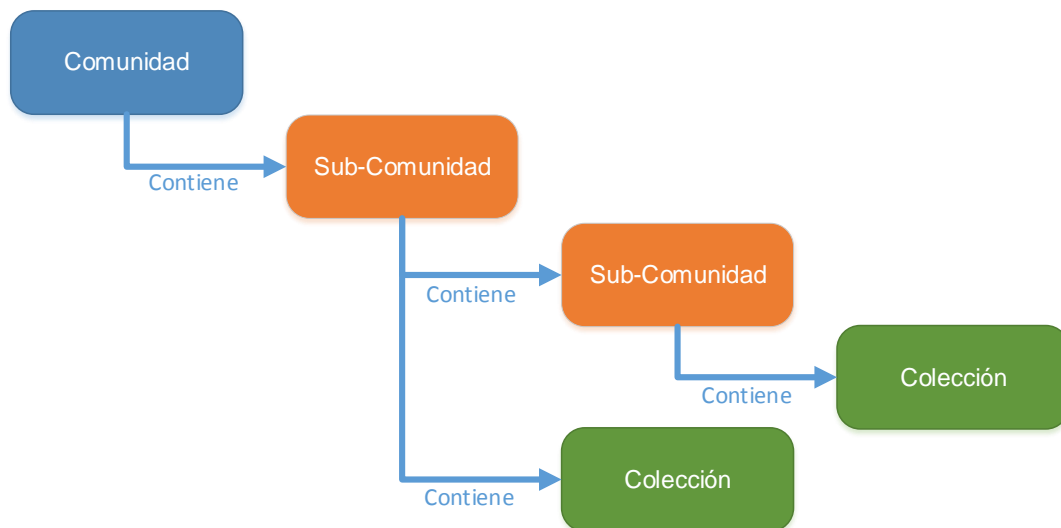 Comunidad
Contiene
Sub-Comunidad
Contiene
Sub-Comunidad
Contiene
Colección
Contiene
Colección